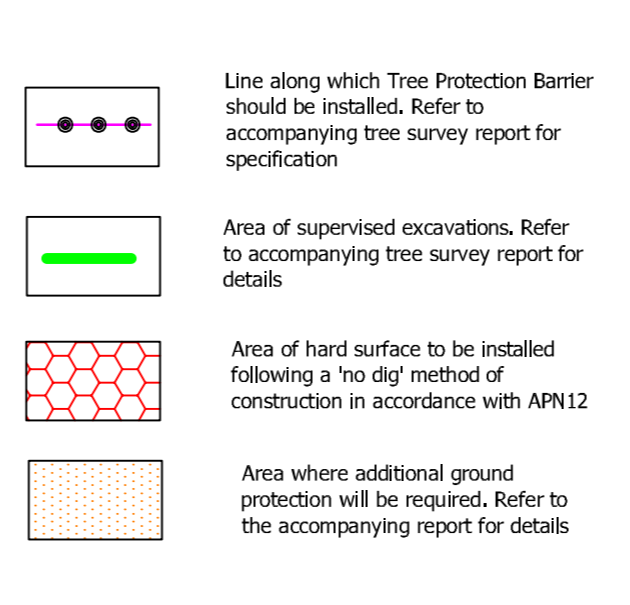 Line along which Tree Protection Barrier
should be installed. Refer to
accompanying tree survey report for
specification
Area of supervised excavations. Refer
to accompanying tree survey report for
details
Area of hard surface to be installed
following a 'no dig' method of
construction in accordance with APN12
Area where additional ground
protection will be required. Refer to
the accompanying report for details